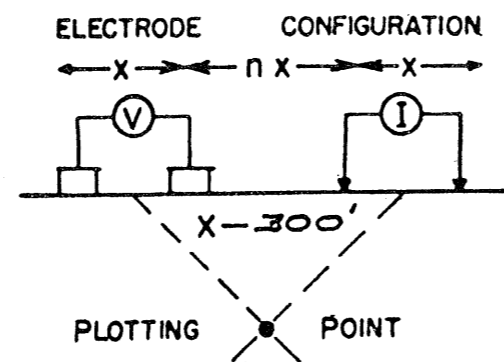 ELECTRODE CONFIGURATION
X n X X
V I
X - 300'
PLOTTING POINT